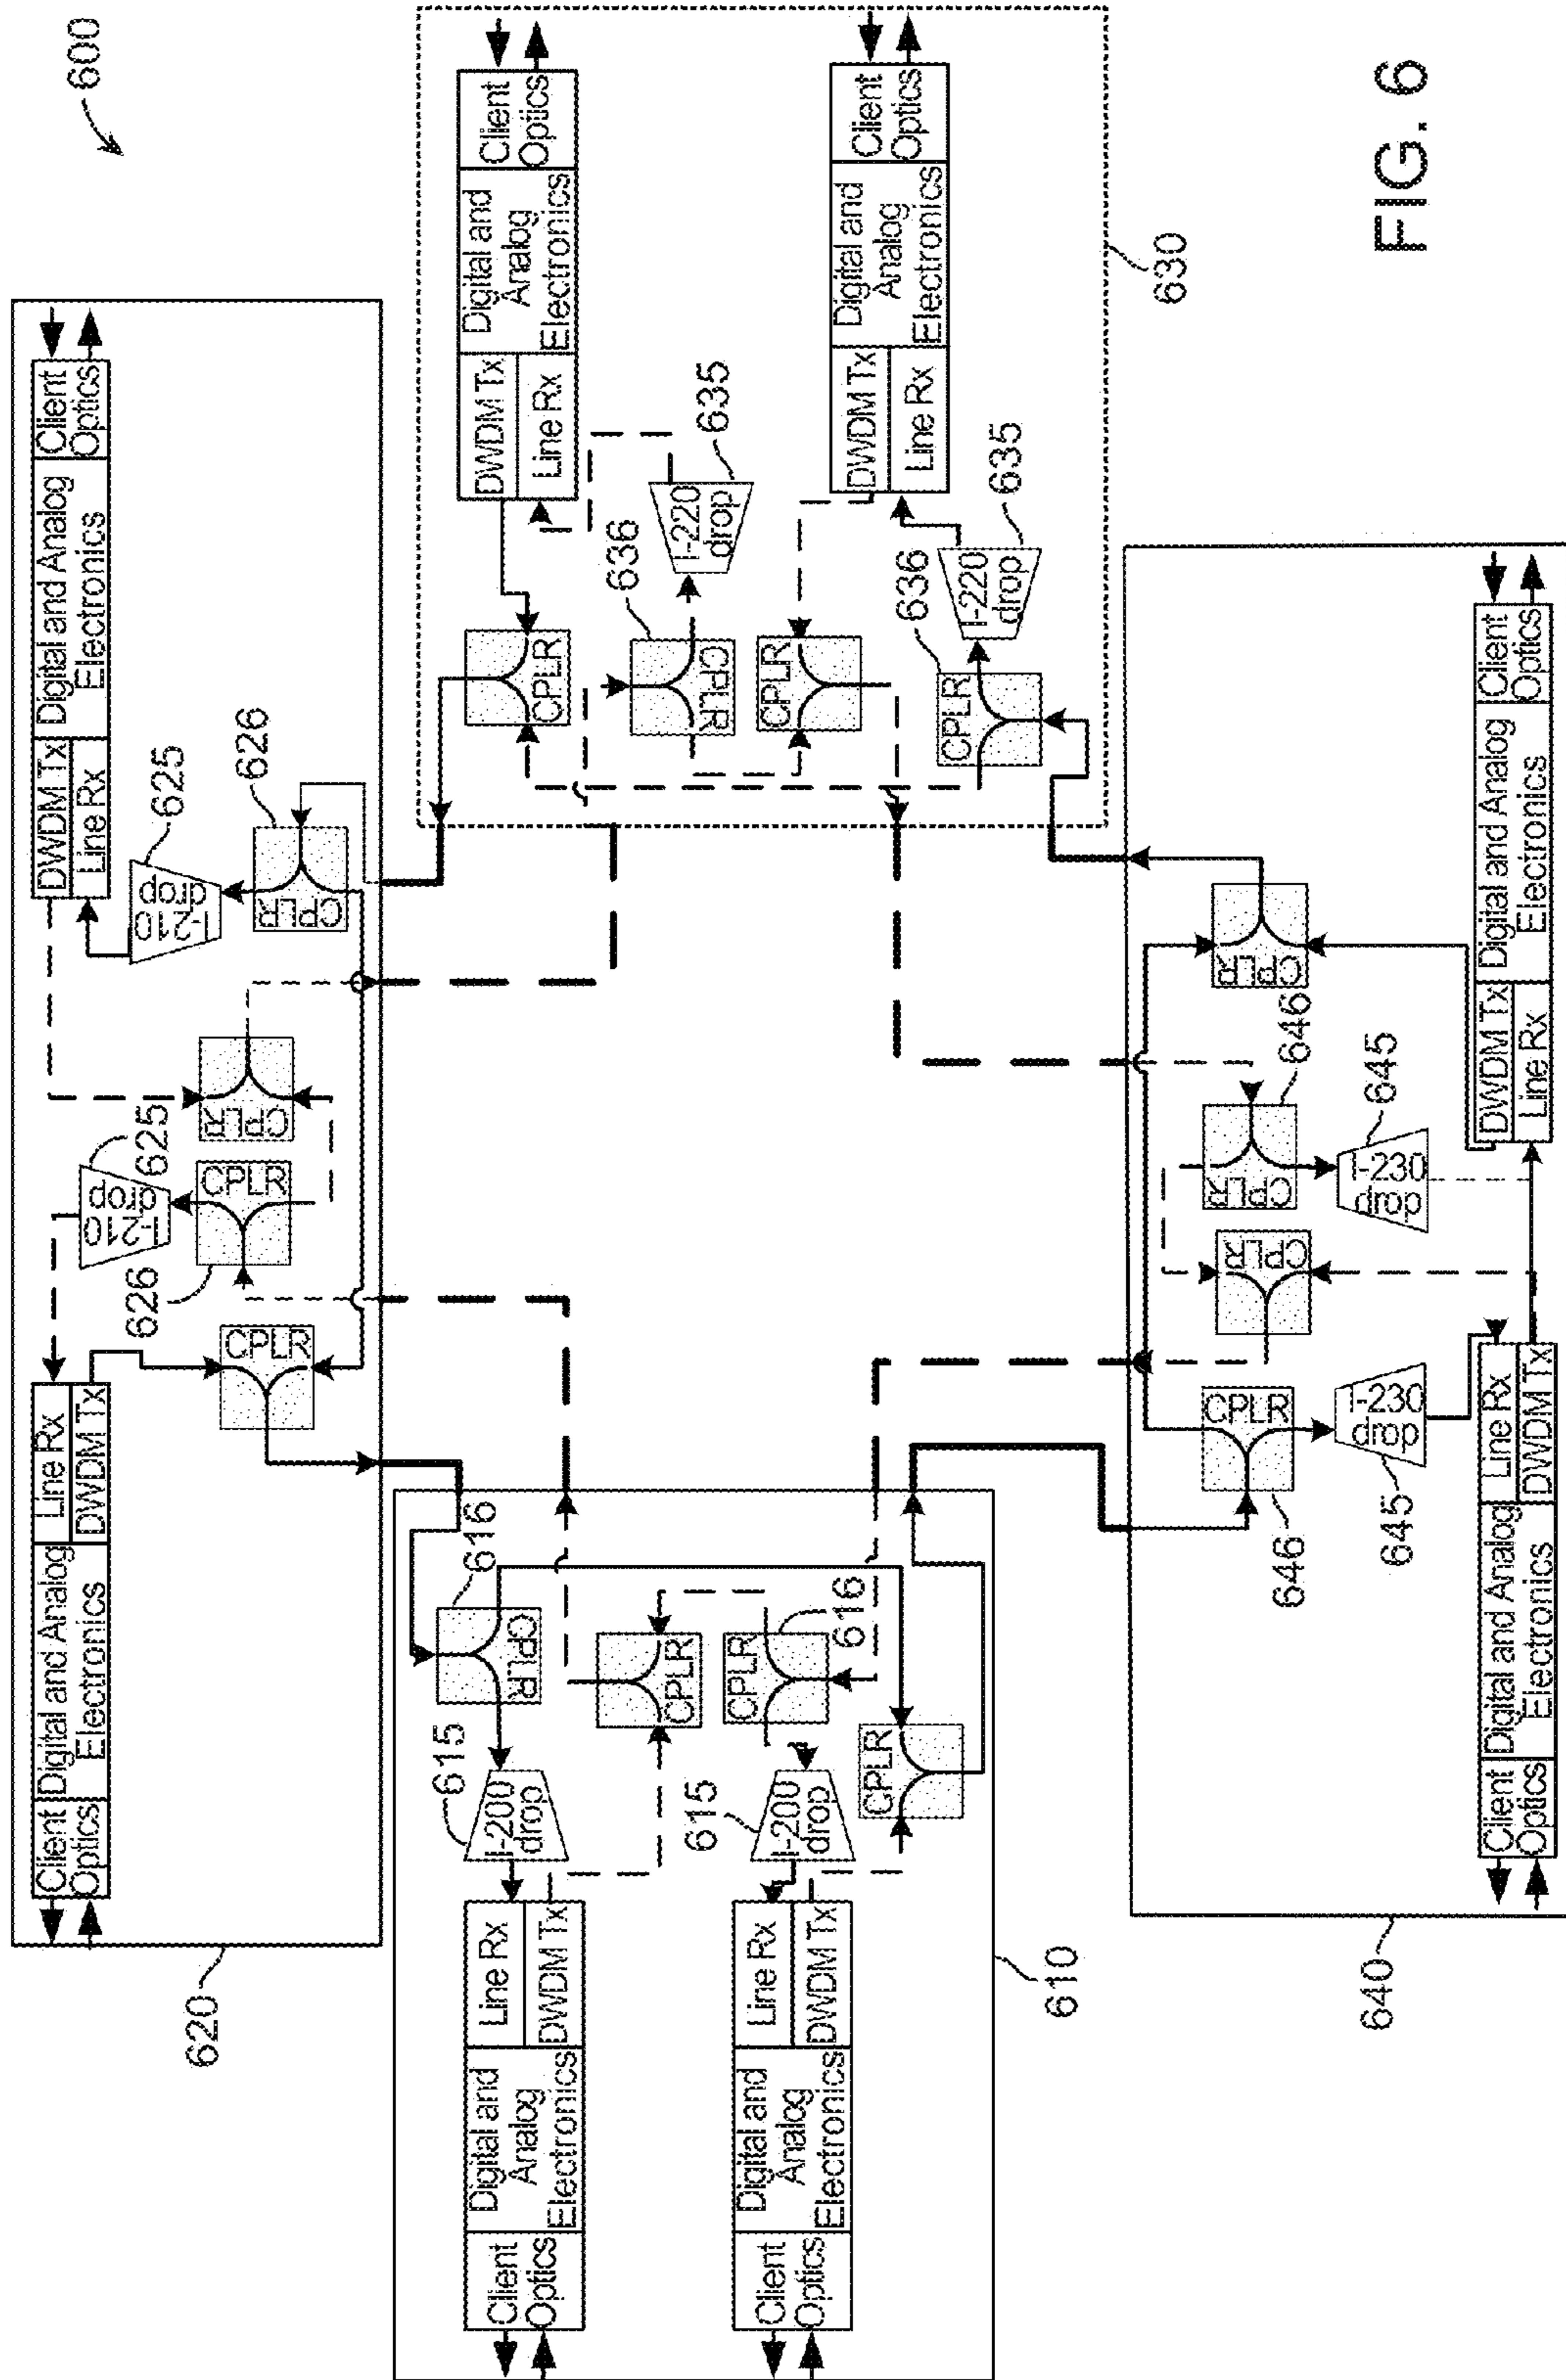 600
620
Client
Optics
Digital and Analog
Electronics
Line Rx
DWDM Tx
CPLR
626
CPLR
I-210
drop
625
CPLR
CPLR
626
I-210
drop
625
DWDM Tx
Line Rx
Digital and Analog
Electronics
Client
Optics
610
Client
Optics
Digital and
Analog
Electronics
Line Rx
DWDM Tx
615
I-200
drop
CPLR
616
CPLR
CPLR
616
615
I-200
drop
CPLR
Client
Optics
Digital and
Analog
Electronics
Line Rx
DWDM Tx
630
CPLR
DWDM Tx
Line Rx
Digital and
Analog
Electronics
Client
Optics
636
CPLR
I-220
drop
635
CPLR
636
CPLR
I-220
drop
635
DWDM Tx
Line Rx
Digital and
Analog
Electronics
Client
Optics
640
646
CPLR
645
I-230
drop
CPLR
CPLR
646
I-230
drop
645
CPLR
Client
Optics
Digital and Analog
Electronics
Line Rx
DWDM Tx
DWDM Tx
Line Rx
Digital and Analog
Electronics
Client
Optics
FIG. 6